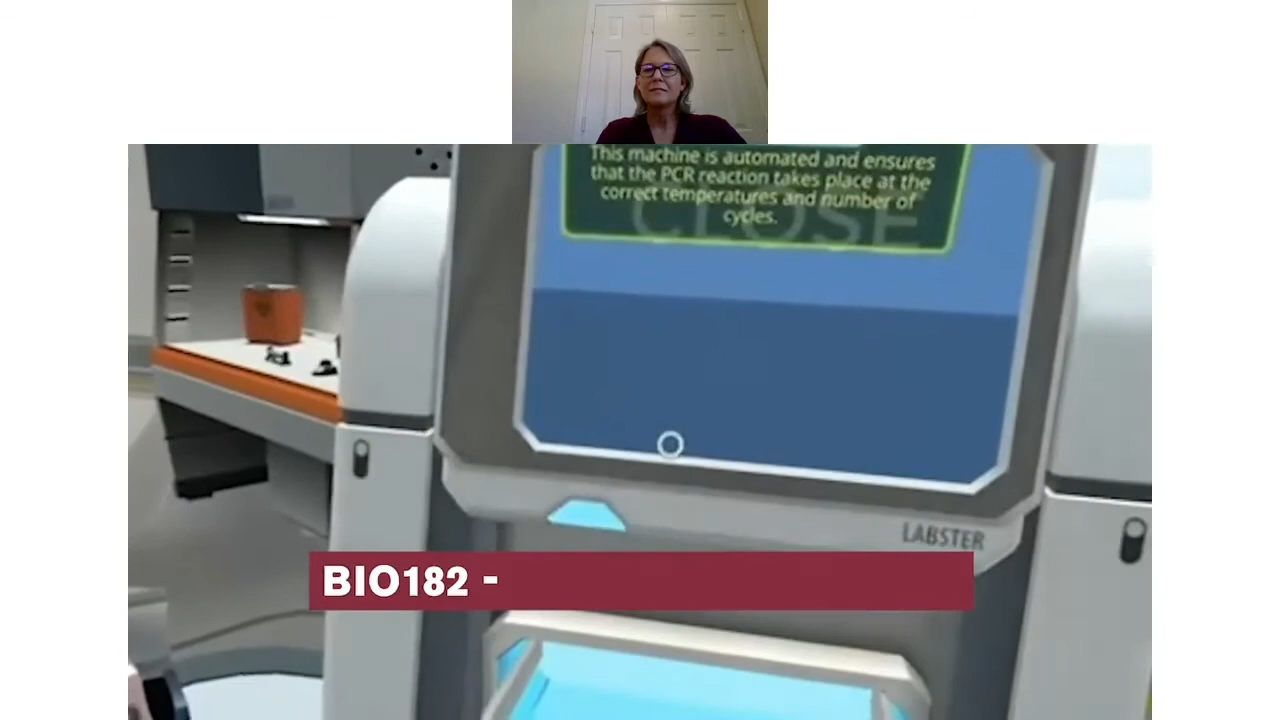 This machine is automated and ensures
that the PCR reaction takes place at the
correct temperatures and number of
cycles.
CLOSE
LABSTER
BIO182 -